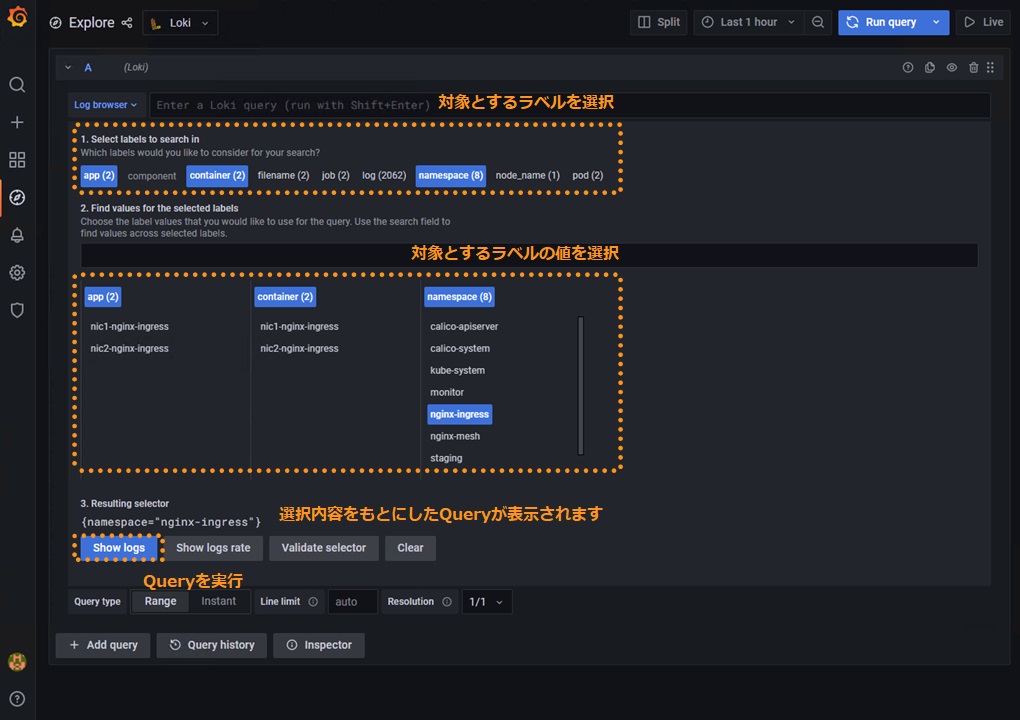 Explore
Loki
Split
Last 1 hour
Run query
Live
A (Loki)
Log browser
Enter a Loki query (run with Shift+Enter)
対象とするラベルを選択
1. Select labels to search in
Which labels would you like to consider for your search?
app (2) component container (2) filename (2) job (2) log (2062) namespace (8) node_name (1) pod (2)
2. Find values for the selected labels
Choose the label values that you would like to use for the query. Use the search field to
find values across selected labels.
対象とするラベルの値を選択
app (2)
nic1-nginx-ingress
nic2-nginx-ingress
container (2)
nic1-nginx-ingress
nic2-nginx-ingress
namespace (8)
calico-apiserver
calico-system
kube-system
monitor
nginx-ingress
nginx-mesh
staging
3. Resulting selector
{namespace="nginx-ingress"}
選択内容をもとにしたQueryが表示されます
Show logs Show logs rate Validate selector Clear
Queryを実行
Query type Range Instant Line limit auto Resolution 1/1
+ Add query Query history Inspector